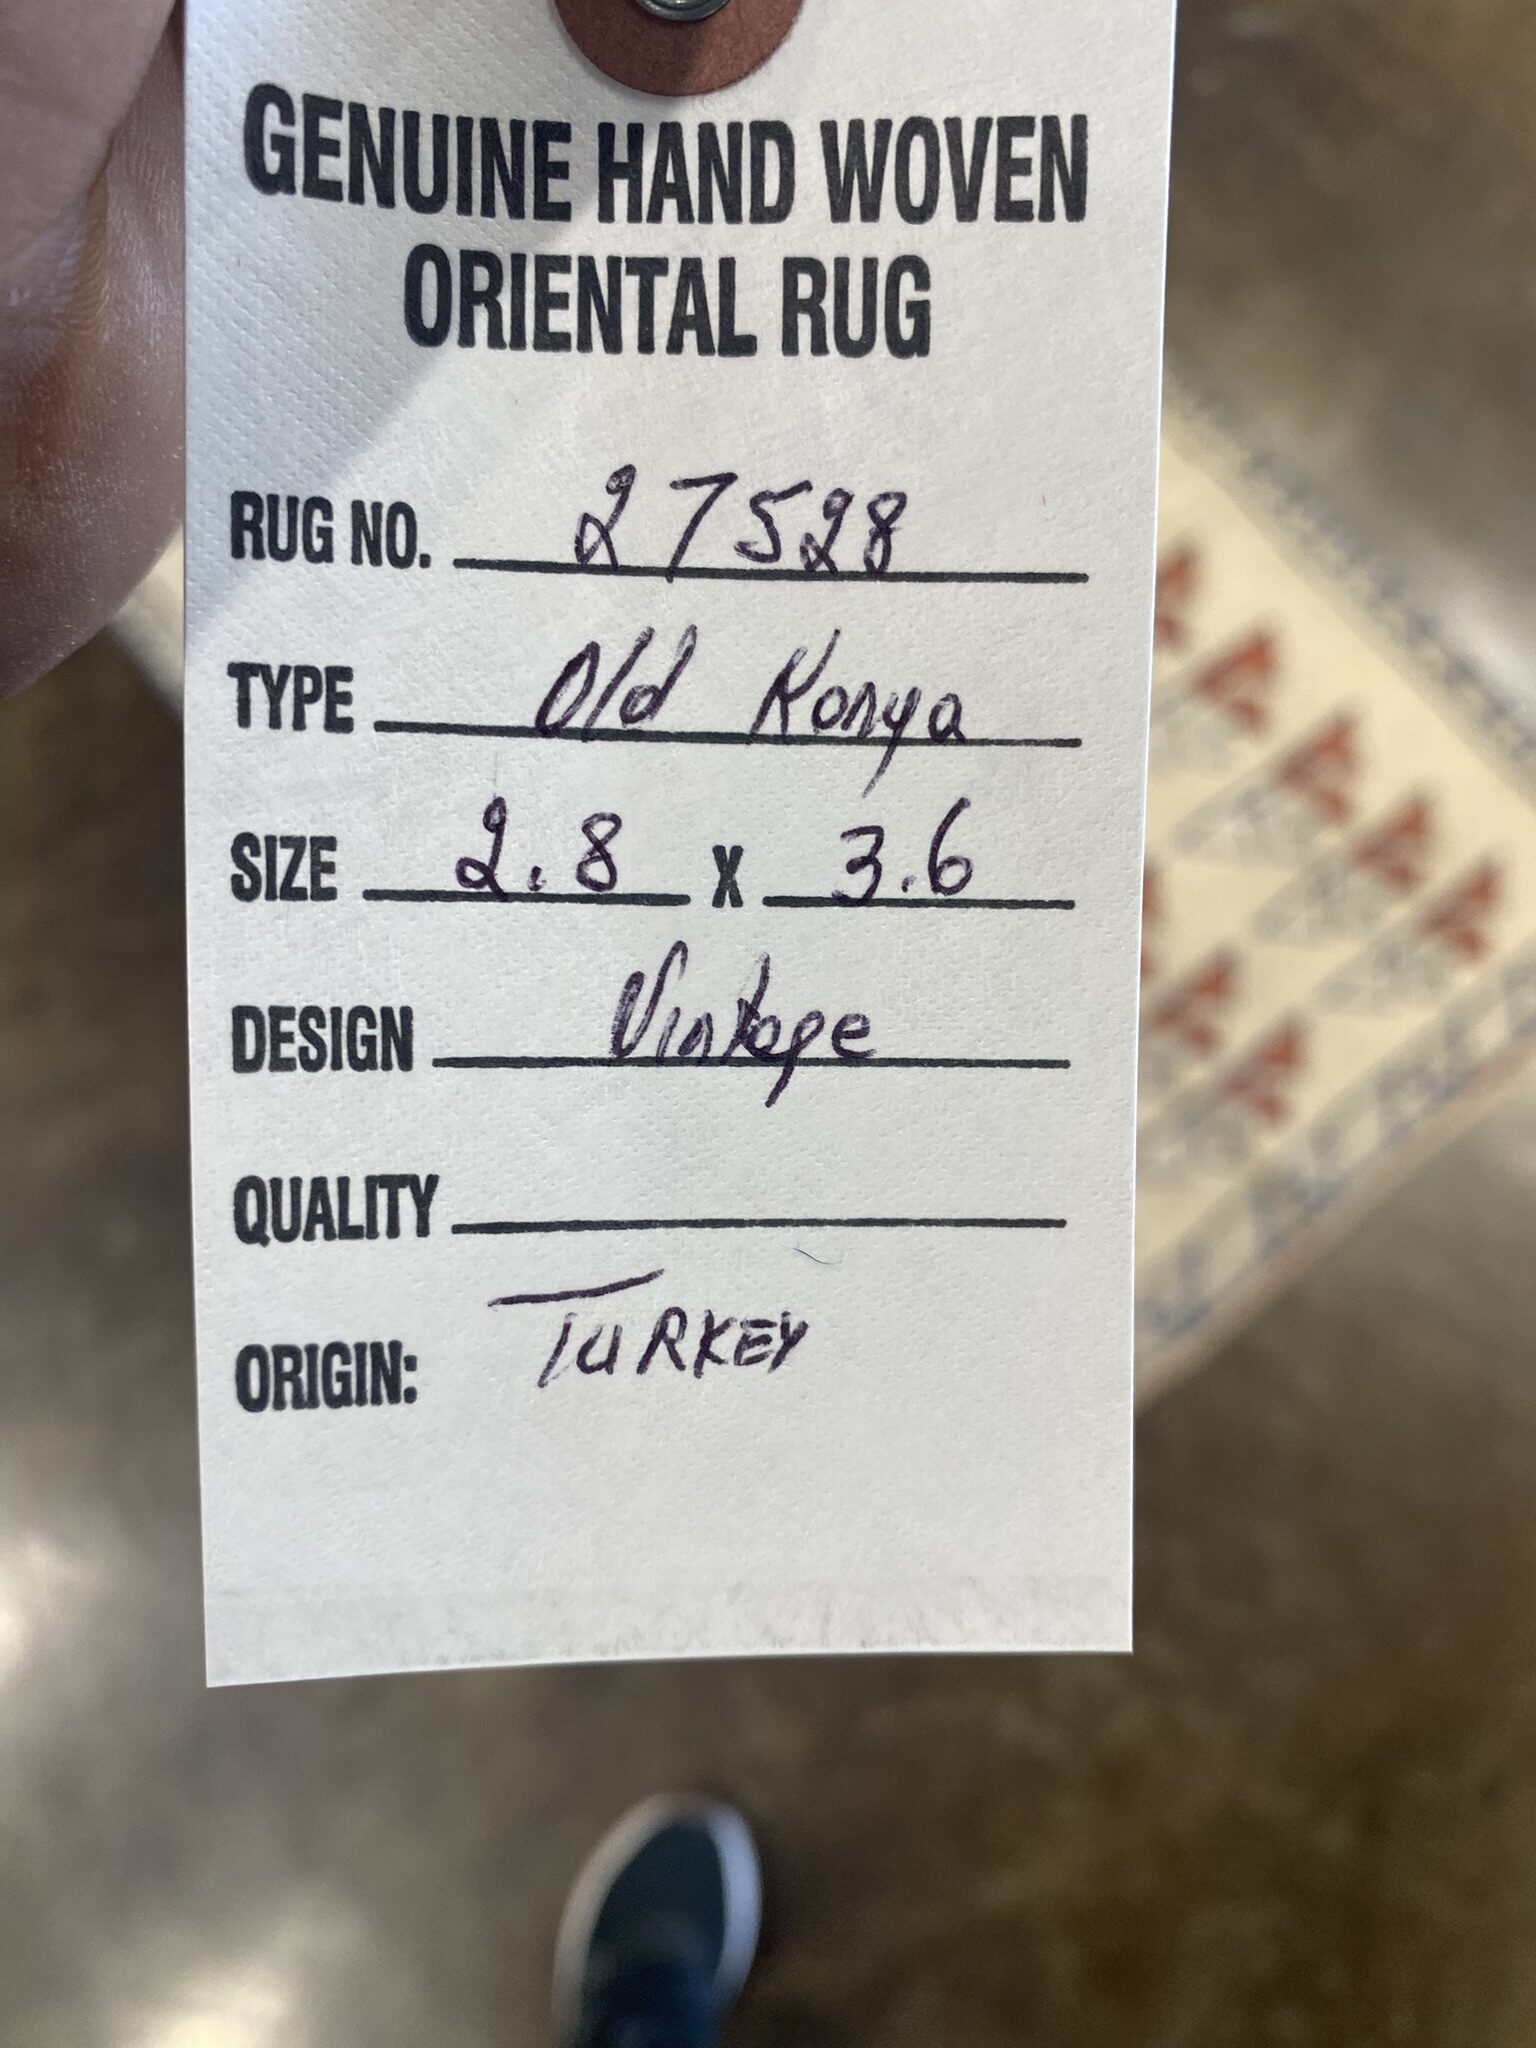 GENUINE HAND WOVEN
ORIENTAL RUG
RUG NO. 27528
TYPE Old Konya
SIZE 2.8 X 3.6
DESIGN Vintage
QUALITY
ORIGIN: TURKEY